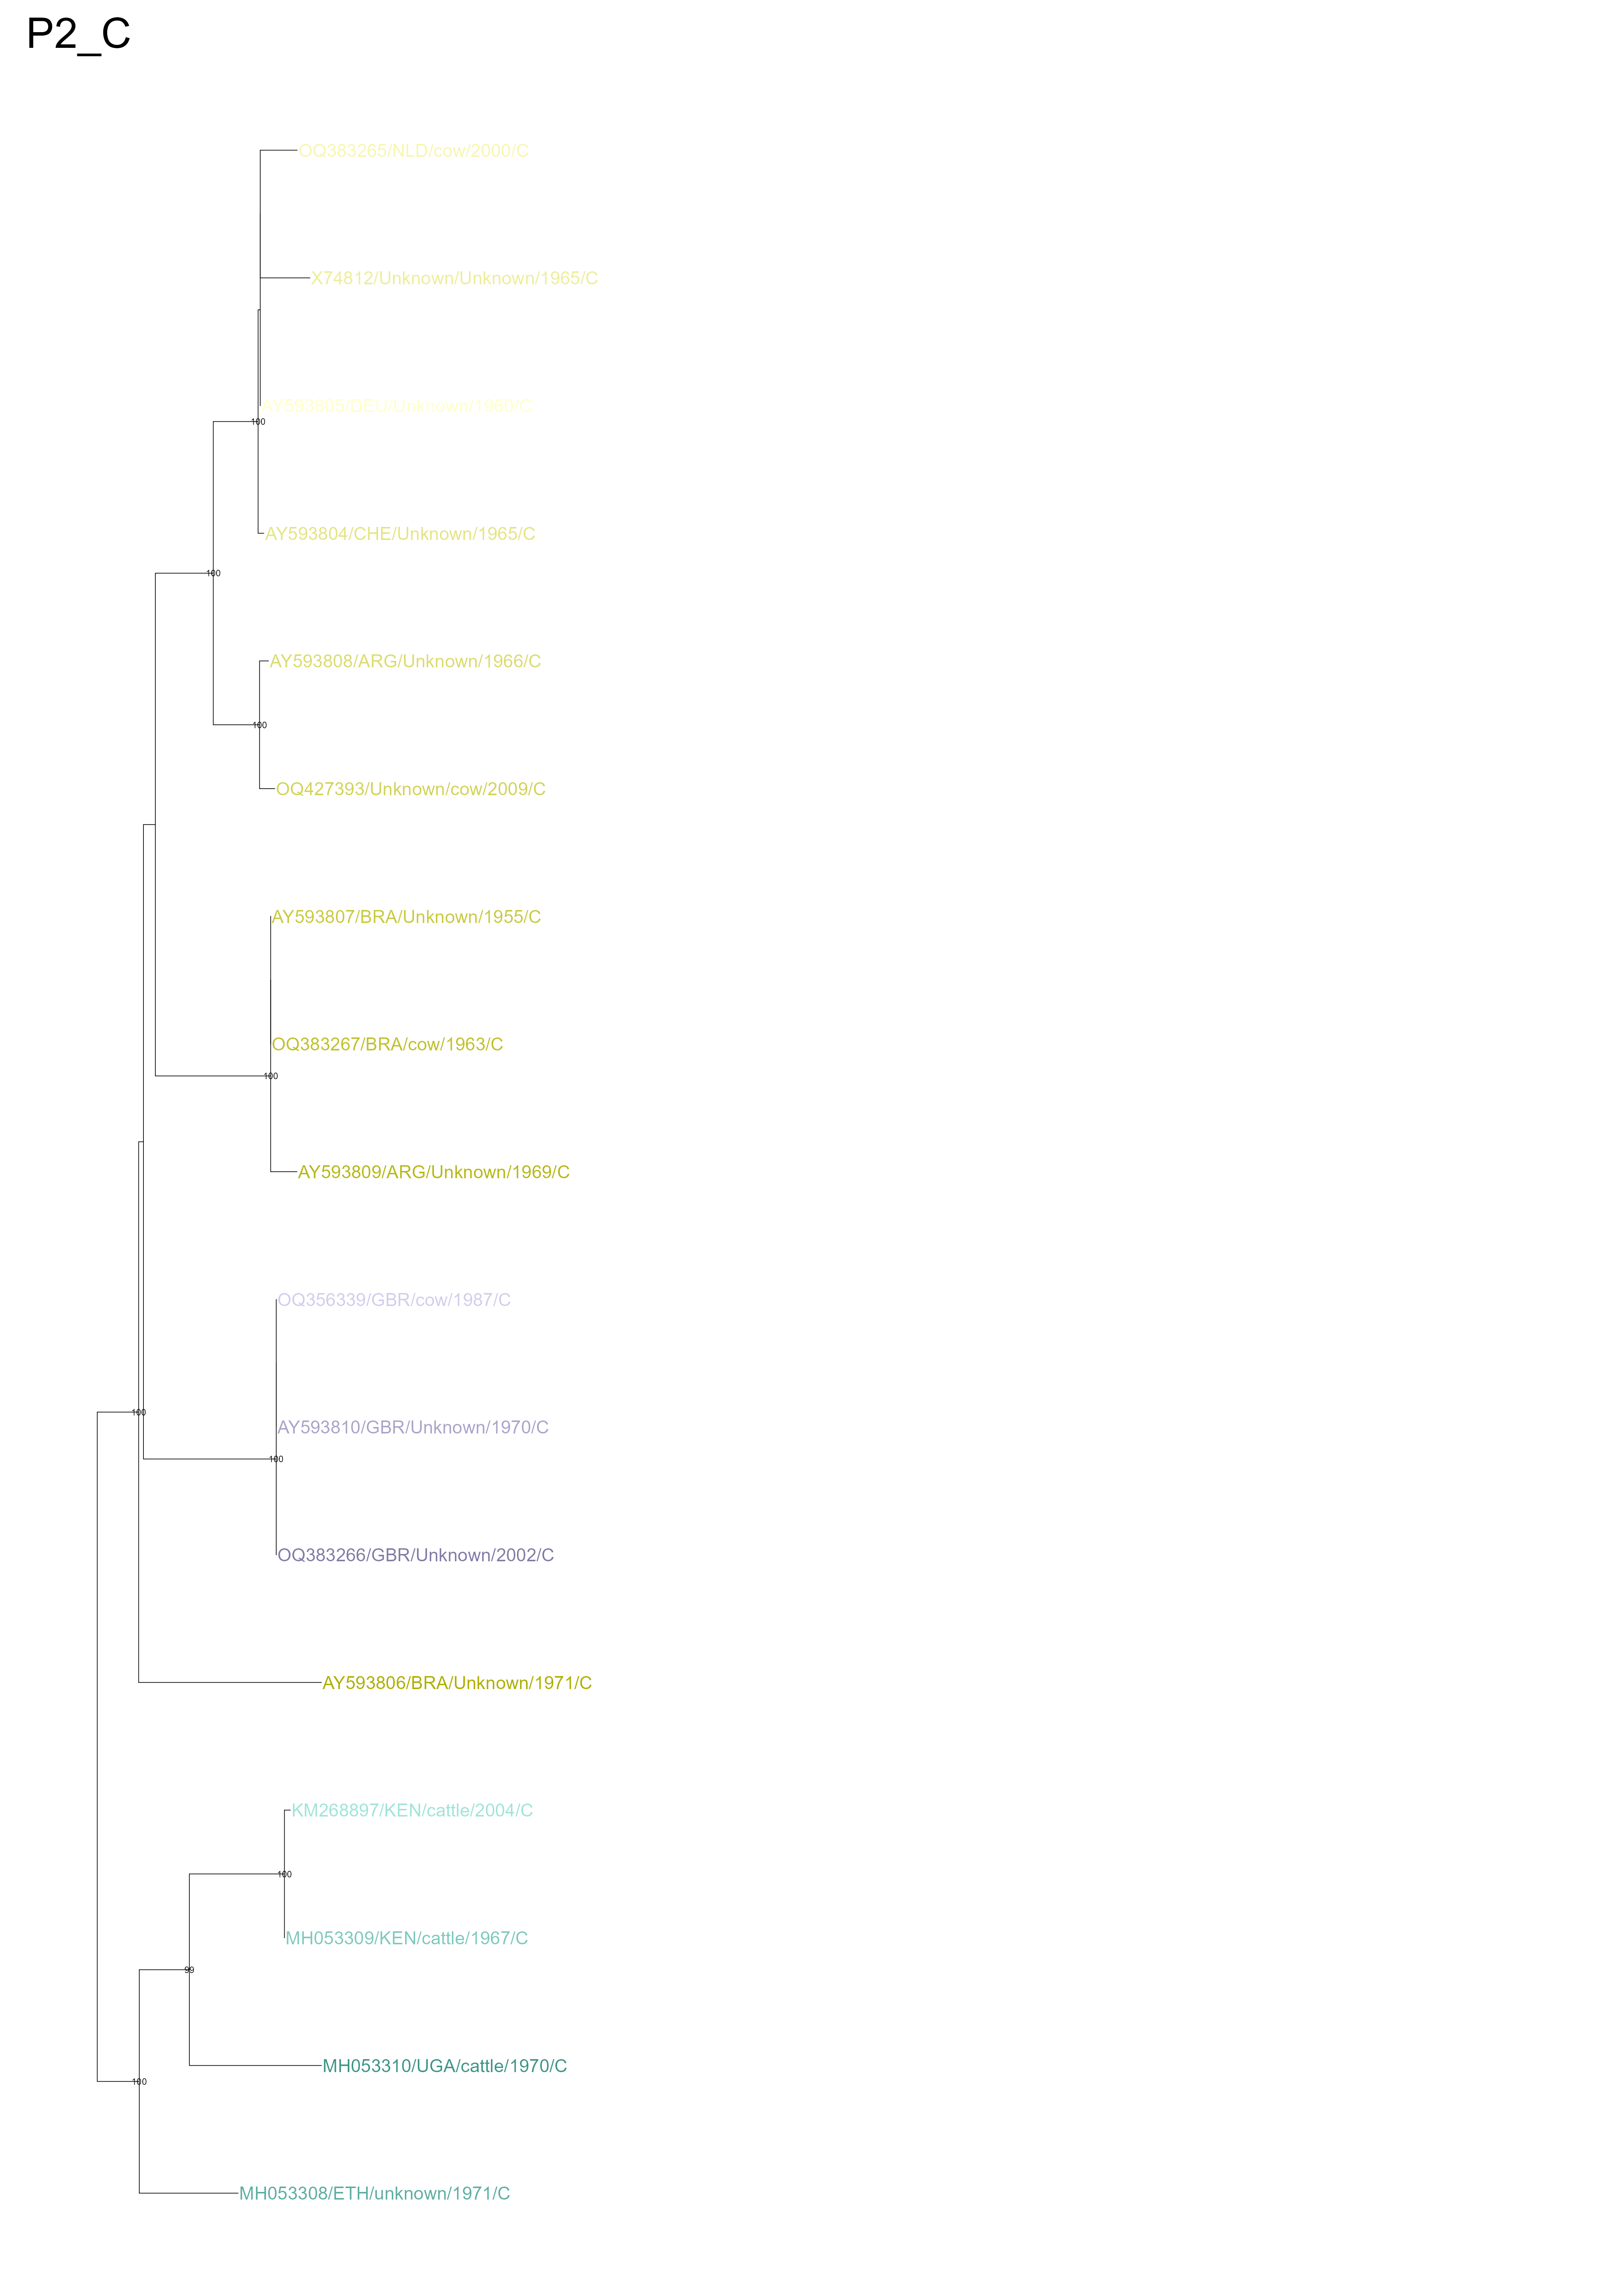 P2_C
OQ383265/NLD/cow/2000/C
X74812/Unknown/Unknown/1965/C
AY593805/DEU/Unknown/1960/C
100
AY593804/CHE/Unknown/1965/C
100
AY593808/ARG/Unknown/1966/C
100
OQ427393/Unknown/cow/2009/C
AY593807/BRA/Unknown/1955/C
OQ383267/BRA/cow/1963/C
100
AY593809/ARG/Unknown/1969/C
OQ356339/GBR/cow/1987/C
100
AY593810/GBR/Unknown/1970/C
100
OQ383266/GBR/Unknown/2002/C
AY593806/BRA/Unknown/1971/C
KM268897/KEN/cattle/2004/C
100
MH053309/KEN/cattle/1967/C
99
MH053310/UGA/cattle/1970/C
100
MH053308/ETH/unknown/1971/C